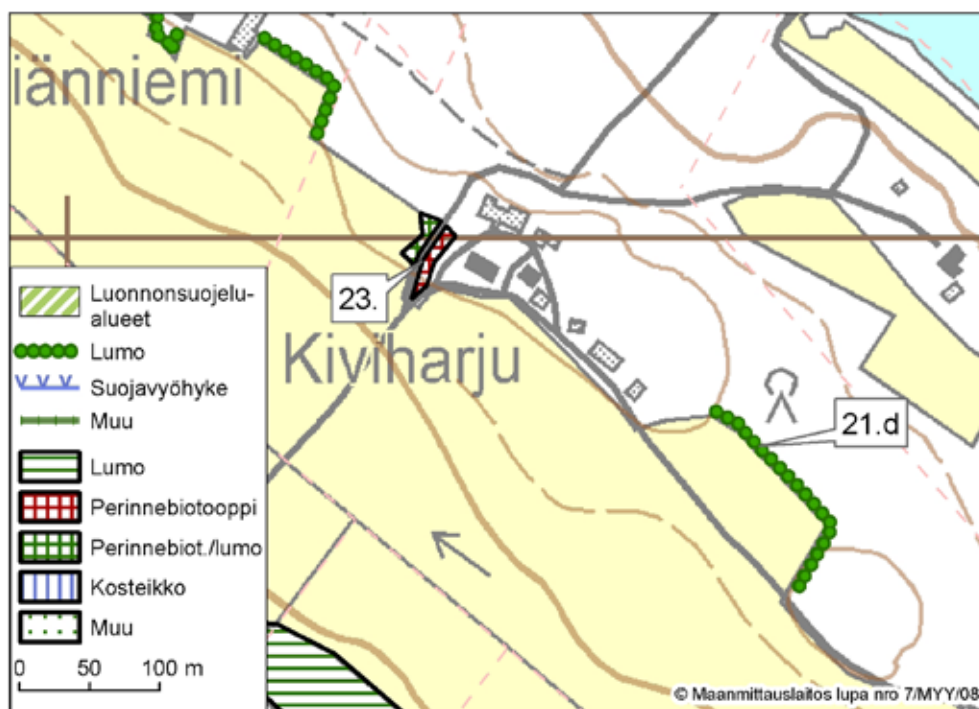 iänniemi
23.
Kiviharju
21.d
Luonnonsuojelu-
alueet
Lumo
Suojavyöhyke
Muu
Lumo
Perinnebiotooppi
Perinnebiot./lumo
Kosteikko
Muu
0 50 100 m
© Maanmittauslaitos lupa nro 7/MYY/08